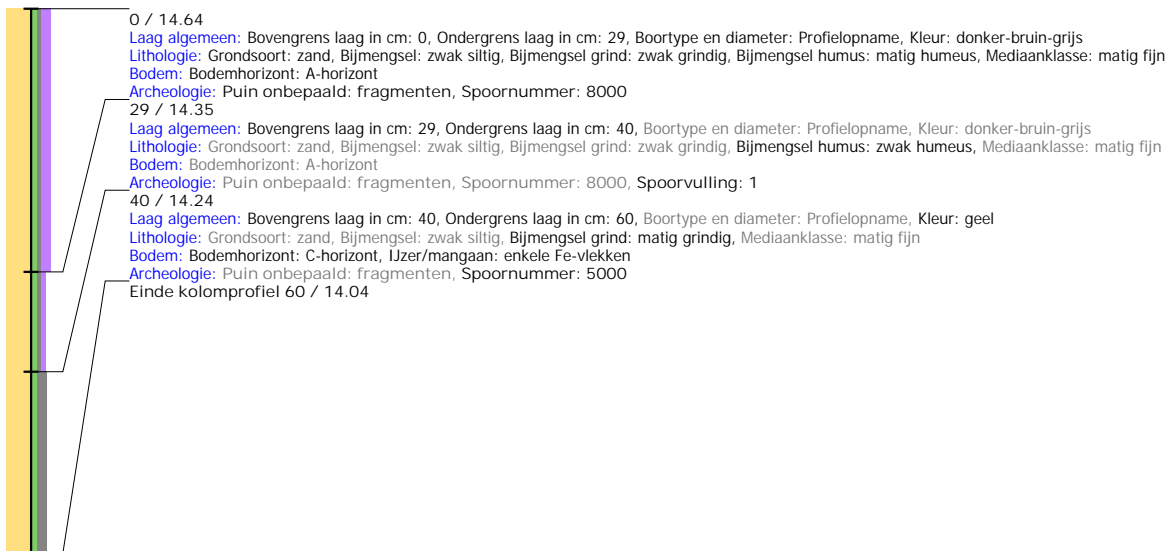 0 / 14.64
Laag algemeen: Bovengrens laag in cm: 0, Ondergrens laag in cm: 29, Boortype en diameter: Profielopname, Kleur: donker-bruin-grijs
Lithologie: Grondsoort: zand, Bijmengsel: zwak siltig, Bijmengsel grind: zwak grindig, Bijmengsel humus: matig humeus, Mediaanklasse: matig fijn
Bodem: Bodemhorizont: A-horizont
Archeologie: Puin onbepaald: fragmenten, Spoornummer: 8000
29 / 14.35
Laag algemeen: Bovengrens laag in cm: 29, Ondergrens laag in cm: 40, Boortype en diameter: Profielopname, Kleur: donker-bruin-grijs
Lithologie: Grondsoort: zand, Bijmengsel: zwak siltig, Bijmengsel grind: zwak grindig, Bijmengsel humus: zwak humeus, Mediaanklasse: matig fijn
Bodem: Bodemhorizont: A-horizont
Archeologie: Puin onbepaald: fragmenten, Spoornummer: 8000, Spoorvulling: 1
40 / 14.24
Laag algemeen: Bovengrens laag in cm: 40, Ondergrens laag in cm: 60, Boortype en diameter: Profielopname, Kleur: geel
Lithologie: Grondsoort: zand, Bijmengsel: zwak siltig, Bijmengsel grind: matig grindig, Mediaanklasse: matig fijn
Bodem: Bodemhorizont: C-horizont, IJzer/mangaan: enkele Fe-vlekken
Archeologie: Puin onbepaald: fragmenten, Spoornummer: 5000
Einde kolomprofiel 60 / 14.04